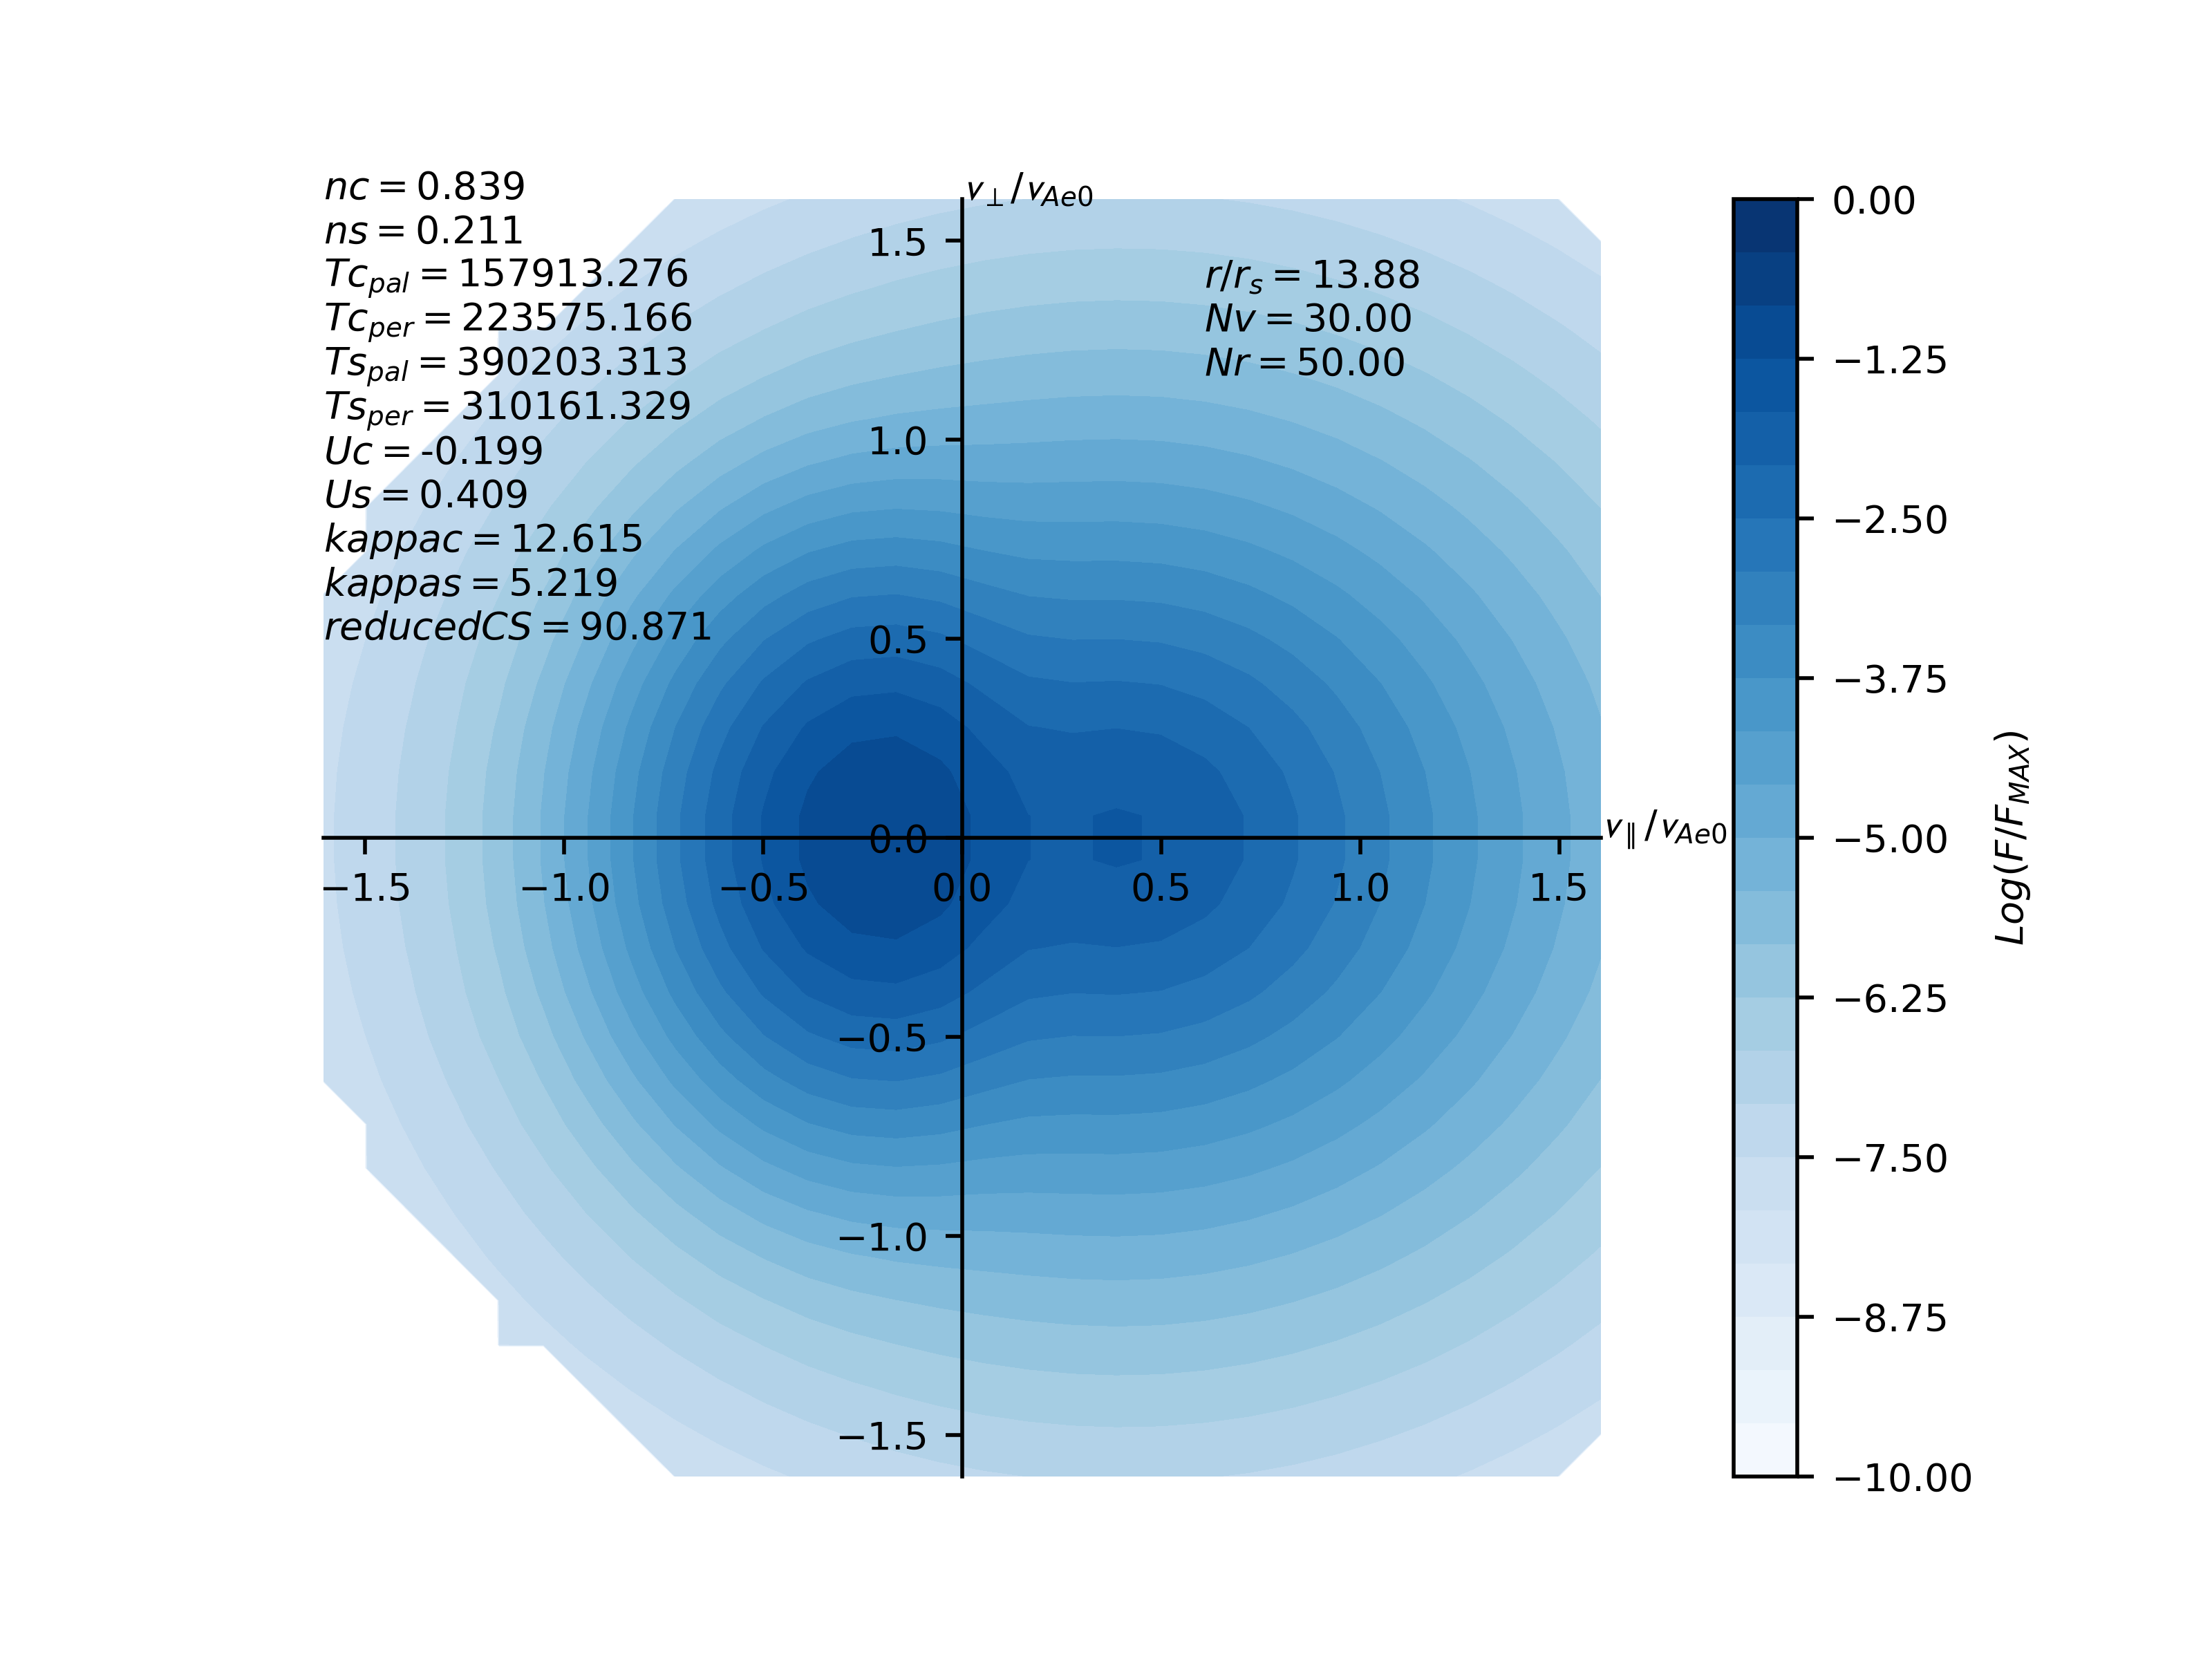 nc = 0.839
ns = 0.211
Tc_pal = 157913.276
Tc_per = 223575.166
Ts_pal = 390203.313
Ts_per = 310161.329
Uc = -0.199
Us = 0.409
kappac = 12.615
kappas = 5.219
reducedCS = 90.871
v_⊥/v_Ae0
r/r_s = 13.88
Nv = 30.00
Nr = 50.00
1.5
1.0
0.5
0.0
−0.5
−1.0
−1.5
−1.5
−1.0
−0.5
0.0
0.5
1.0
1.5
v_∥/v_Ae0
0.00
−1.25
−2.50
−3.75
−5.00
−6.25
−7.50
−8.75
−10.00
Log(F/F_MAX)